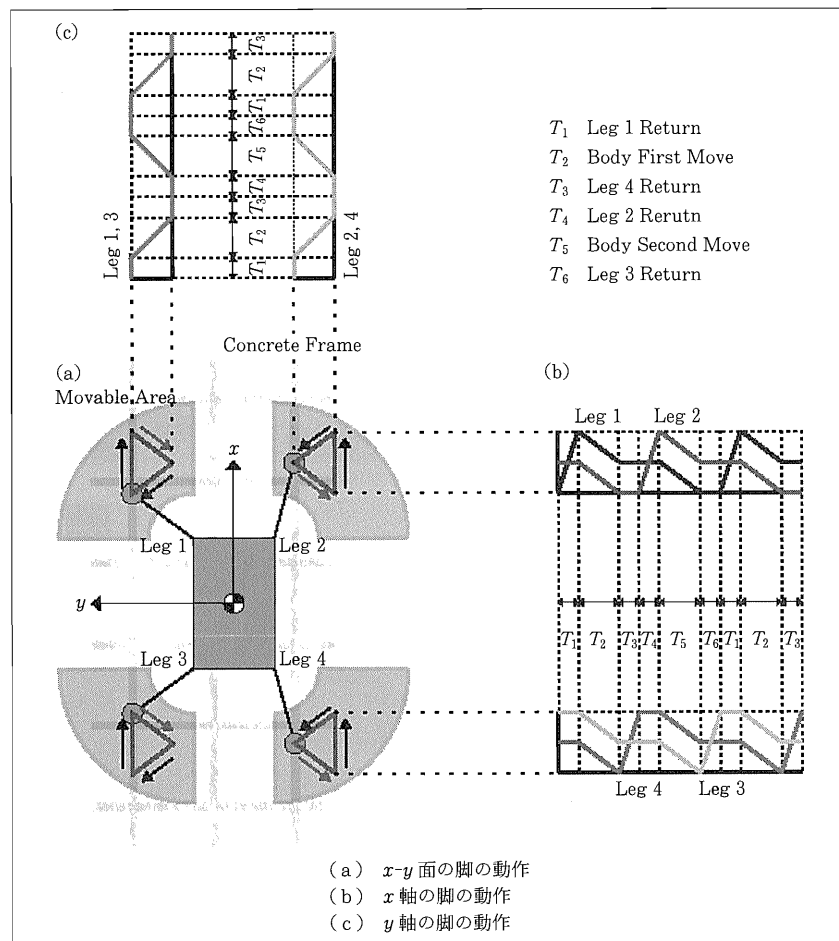 (c)
T₃
T₂
T₁
T₆
T₅
T₄
T₃
T₂
T₁
Leg 1, 3
Leg 2, 4
T₁ Leg 1 Return
T₂ Body First Move
T₃ Leg 4 Return
T₄ Leg 2 Rerutn
T₅ Body Second Move
T₆ Leg 3 Return
Concrete Frame
(a)
Movable Area
x
y
Leg 1
Leg 2
Leg 3
Leg 4
(b)
Leg 1
Leg 2
T₁
T₂
T₃
T₄
T₅
T₆
T₁
T₂
T₃
Leg 4
Leg 3
(a) x-y 面の脚の動作
(b) x 軸の脚の動作
(c) y 軸の脚の動作